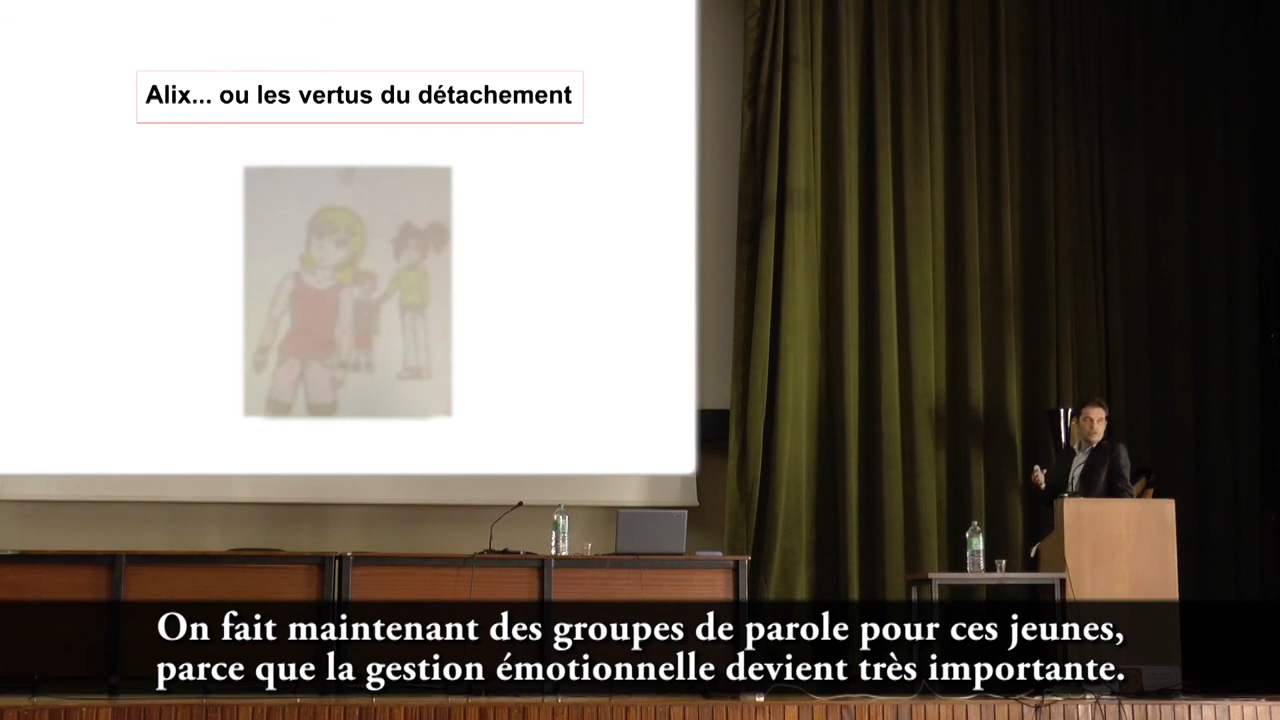 Alix... ou les vertus du détachement
On fait maintenant des groupes de parole pour ces jeunes,
parce que la gestion émotionnelle devient très importante.